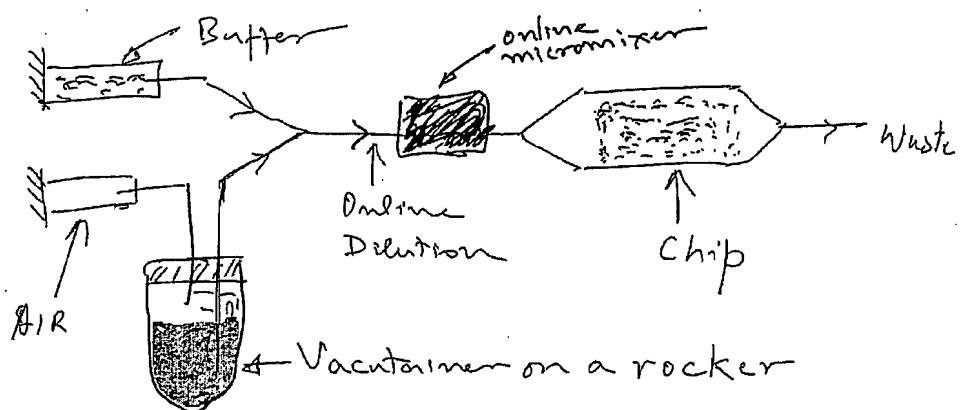 Buffer
online
micromixer
Waste
Online
Dilution
Chip
AIR
Vacutainer on a rocker